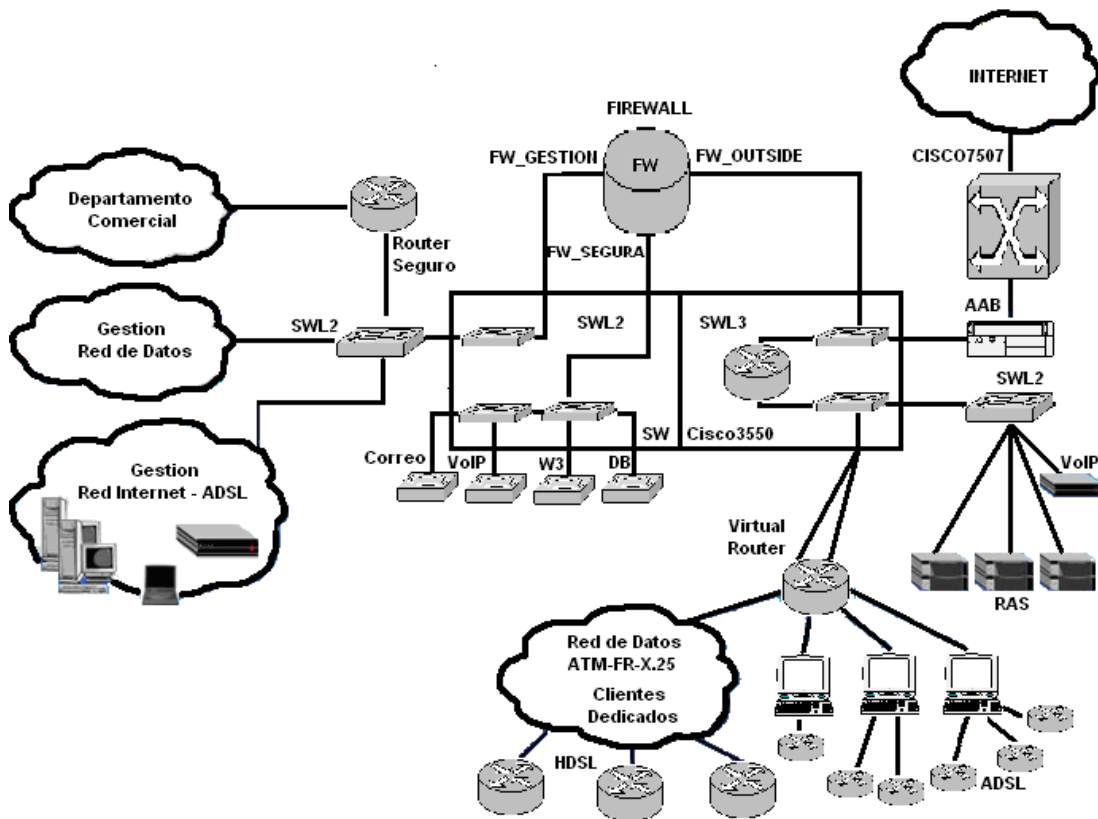 INTERNET
FIREWALL
FW_GESTION
FW
FW_OUTSIDE
CISCO7507
Departamento
Comercial
Router
Seguro
FW_SEGURA
AAB
Gestion
Red de Datos
SWL2
SWL2
SWL3
SWL2
Gestion
Red Internet - ADSL
SW
Cisco3550
Correo
VoIP
W3
DB
VoIP
Virtual
Router
RAS
Red de Datos
ATM-FR-X.25
Clientes
Dedicados
HDSL
ADSL